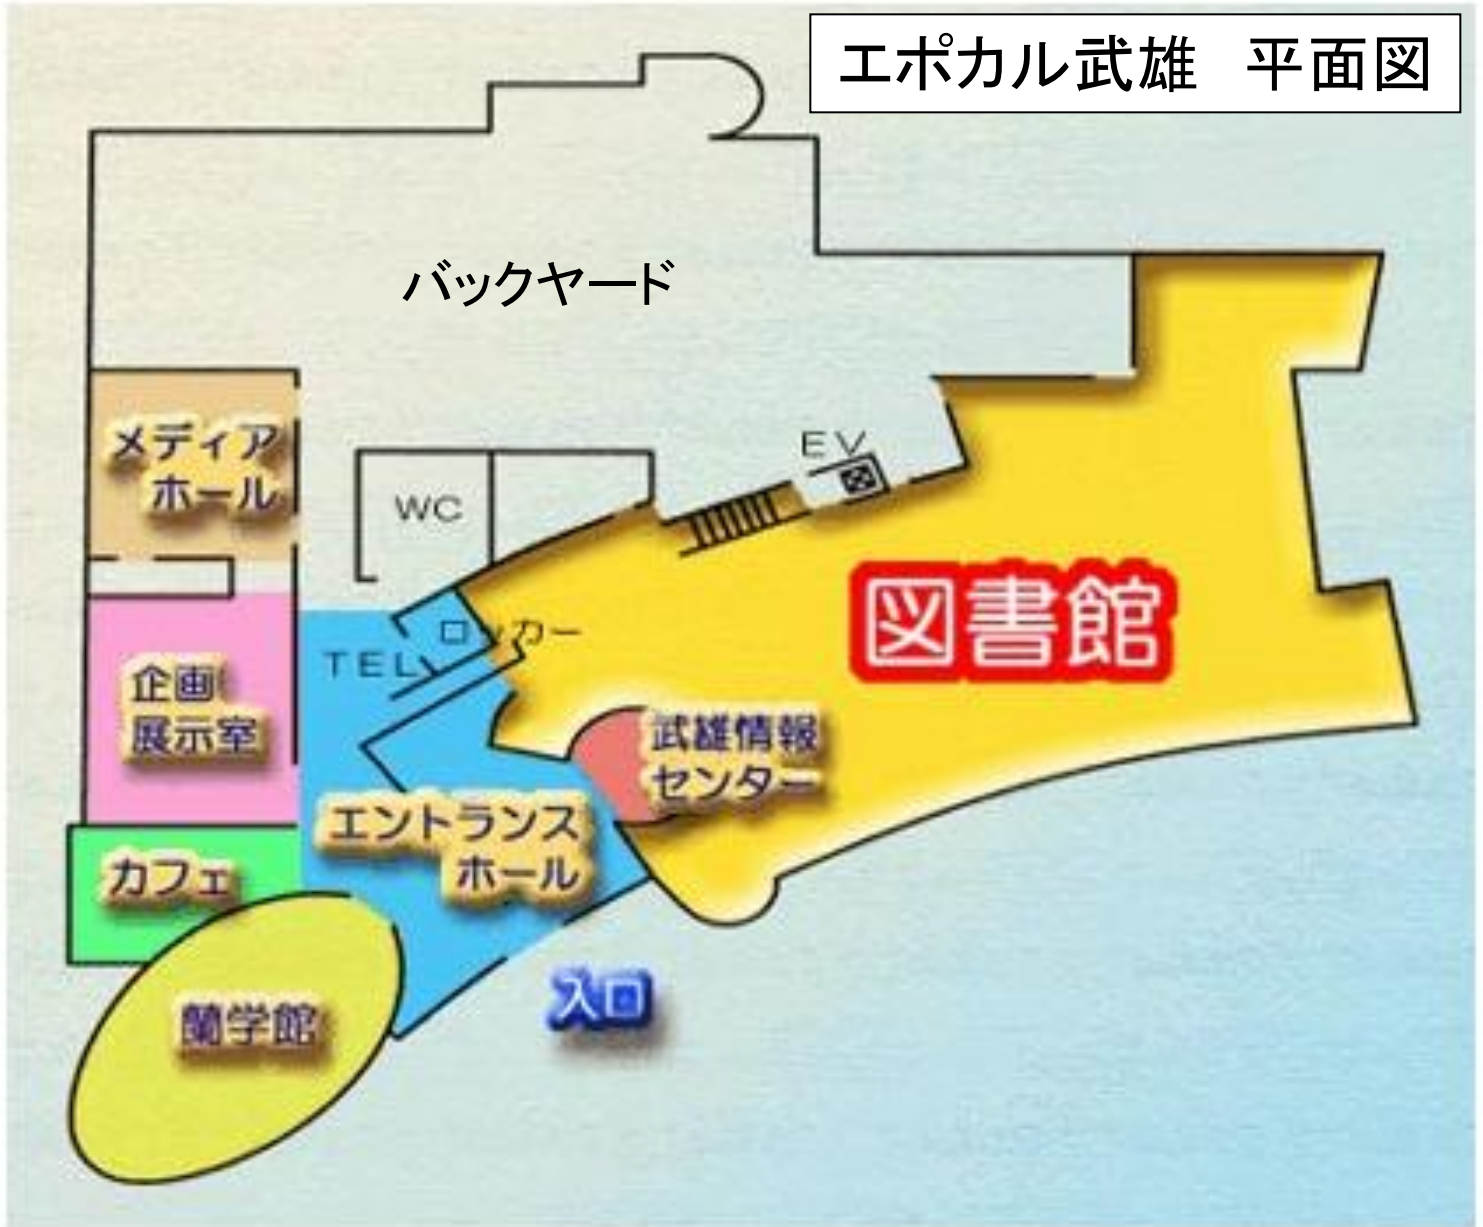 エポカル武雄　平面図
バックヤード
メディア
ホール
EV
WC
図書館
ロッカー
TEL
企画
展示室
武雄情報
センター
エントランス
ホール
カフェ
入口
蘭学館